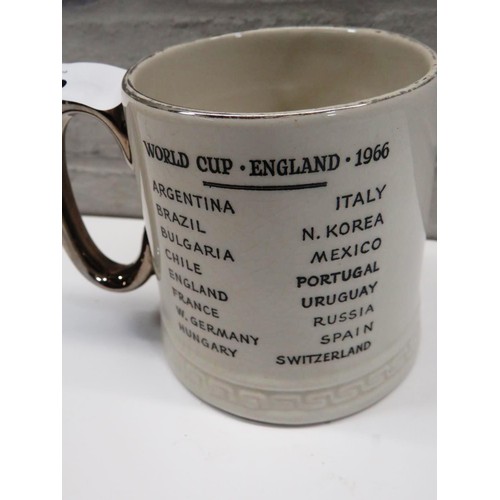 WORLD CUP · ENGLAND · 1966
ARGENTINA
BRAZIL
BULGARIA
CHILE
ENGLAND
FRANCE
W. GERMANY
HUNGARY
ITALY
N. KOREA
MEXICO
PORTUGAL
URUGUAY
RUSSIA
SPAIN
SWITZERLAND